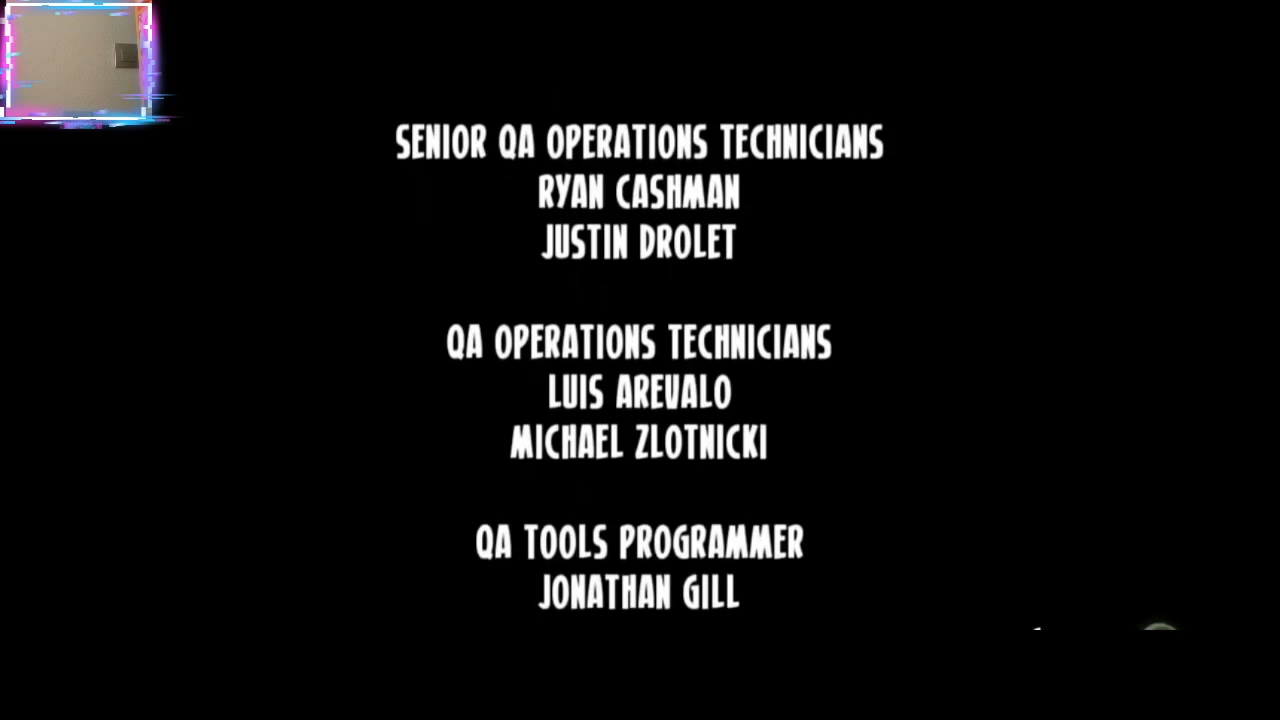 SENIOR QA OPERATIONS TECHNICIANS
RYAN CASHMAN
JUSTIN DROLET
QA OPERATIONS TECHNICIANS
LUIS AREVALO
MICHAEL ZLOTNICKI
QA TOOLS PROGRAMMER
JONATHAN GILL